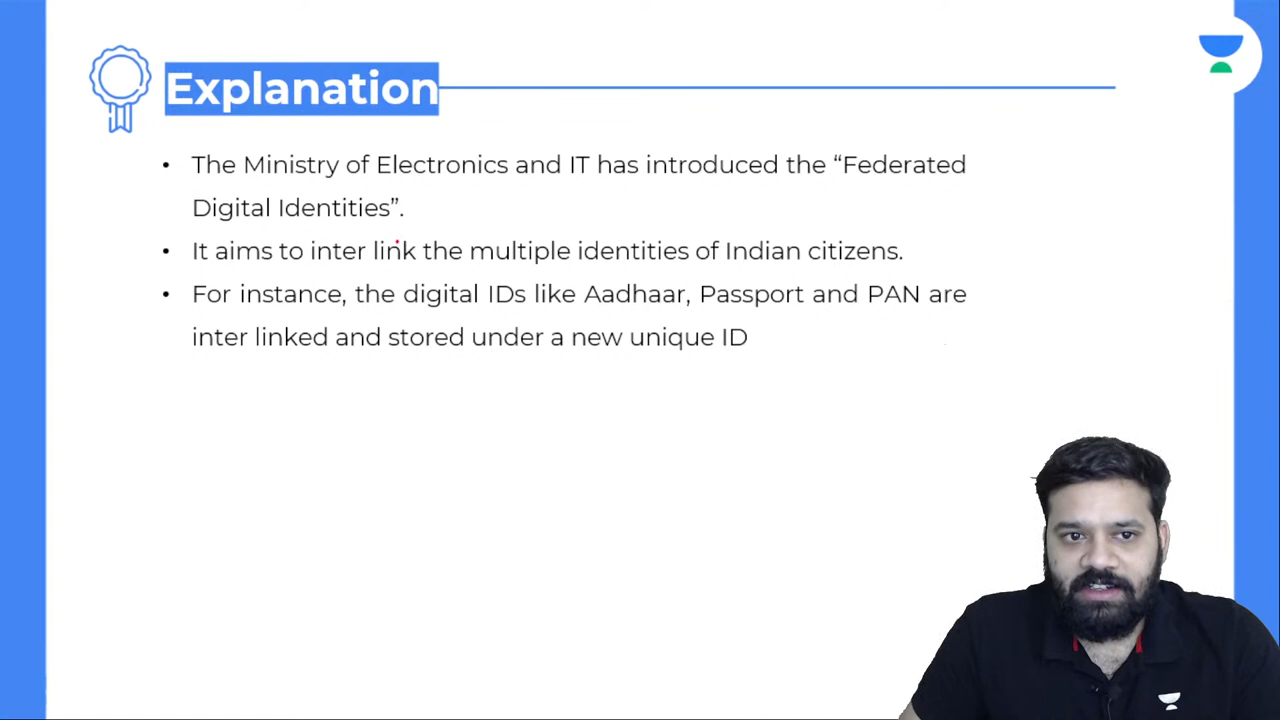 Explanation
• The Ministry of Electronics and IT has introduced the “Federated
Digital Identities”.
• It aims to inter link the multiple identities of Indian citizens.
• For instance, the digital IDs like Aadhaar, Passport and PAN are
inter linked and stored under a new unique ID